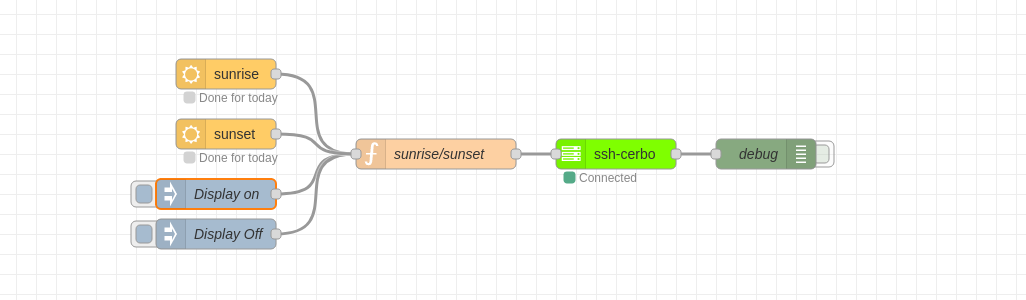 sunrise
Done for today
sunset
Done for today
Display on
Display Off
sunrise/sunset
ssh-cerbo
Connected
debug